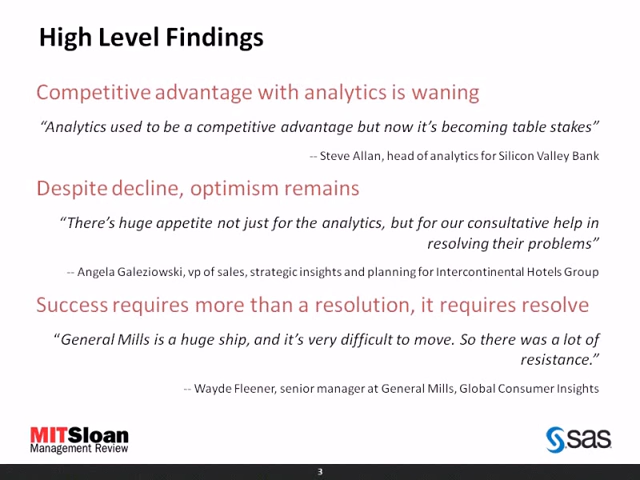 High Level Findings
Competitive advantage with analytics is waning
“Analytics used to be a competitive advantage but now it’s becoming table stakes”
-- Steve Allan, head of analytics for Silicon Valley Bank
Despite decline, optimism remains
“There’s huge appetite not just for the analytics, but for our consultative help in
resolving their problems”
-- Angela Galeziowski, vp of sales, strategic insights and planning for Intercontinental Hotels Group
Success requires more than a resolution, it requires resolve
“General Mills is a huge ship, and it’s very difficult to move. So there was a lot of
resistance.”
-- Wayde Fleener, senior manager at General Mills, Global Consumer Insights
MITSloan
Management Review
sas
3